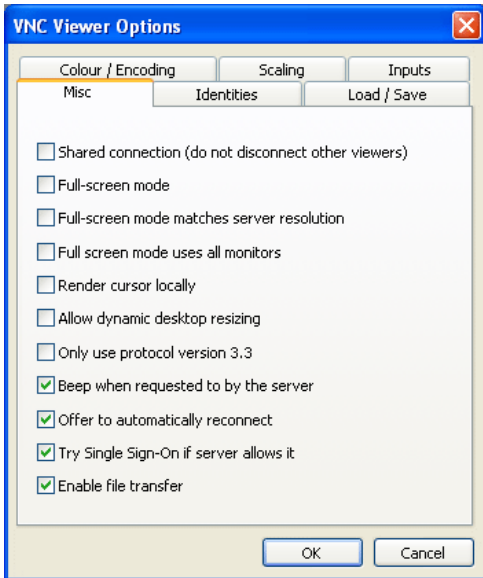 VNC Viewer Options
Colour / Encoding
Scaling
Inputs
Misc
Identities
Load / Save
Shared connection (do not disconnect other viewers)
Full-screen mode
Full-screen mode matches server resolution
Full screen mode uses all monitors
Render cursor locally
Allow dynamic desktop resizing
Only use protocol version 3.3
Beep when requested to by the server
Offer to automatically reconnect
Try Single Sign-On if server allows it
Enable file transfer
OK
Cancel